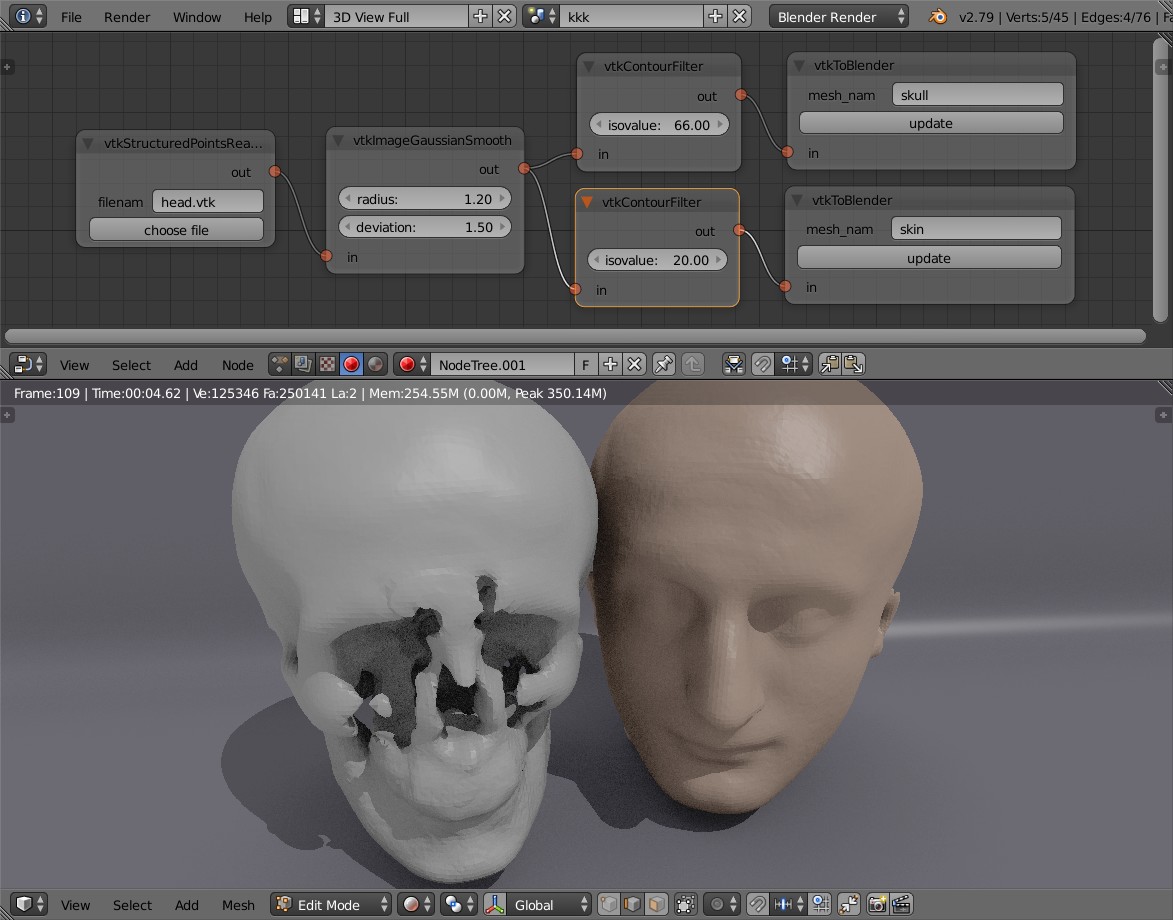 File Render Window Help 3D View Full kkk Blender Render v2.79 | Verts:5/45 | Edges:4/76 |
vtkContourFilter
out
isovalue: 66.00
in
vtkToBlender
mesh_nam skull
update
in
vtkStructuredPointsRea...
out
filenam head.vtk
choose file
vtkImageGaussianSmooth
out
radius: 1.20
deviation: 1.50
in
vtkContourFilter
out
isovalue: 20.00
in
vtkToBlender
mesh_nam skin
update
in
View Select Add Node NodeTree.001 F
Frame:109 | Time:00:04.62 | Ve:125346 Fa:250141 La:2 | Mem:254.55M (0.00M, Peak 350.14M)
View Select Add Mesh Edit Mode Global